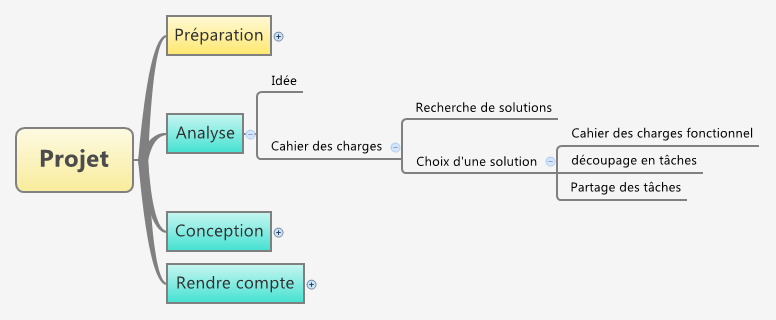 Projet
Préparation
Analyse
Idée
Cahier des charges
Recherche de solutions
Choix d'une solution
Cahier des charges fonctionnel
découpage en tâches
Partage des tâches
Conception
Rendre compte